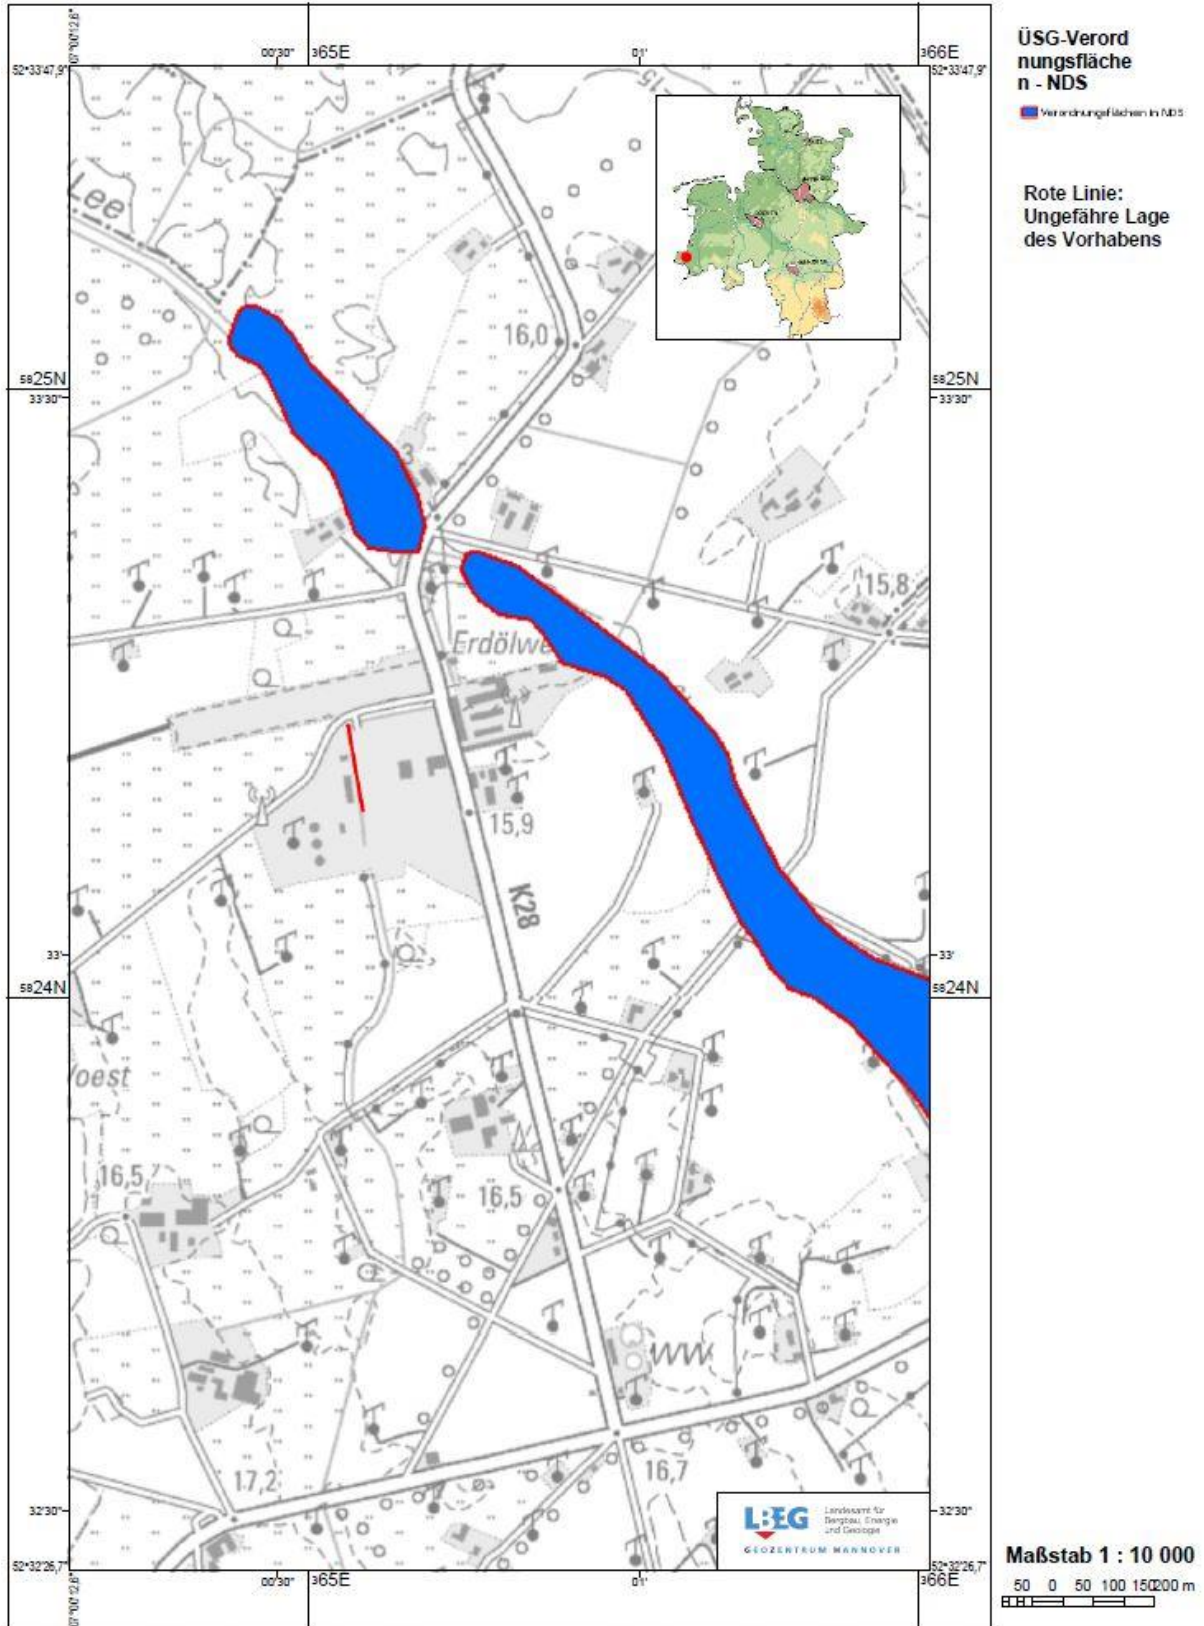 00'30"
365E
01'
366E
52°33'47,9"
52°33'47,9"
ÜSG-Verord
nungsfläche
n - NDS
Verordnungsflächen in NDS
Rote Linie:
Ungefähre Lage
des Vorhabens
Lee
15
16,0
5825N
33'30"
5825N
33'30"
3
15,8
Erdölwe
15,9
K28
33'
5824N
33'
5824N
oest
16,5
16,5
WW
17,2
16,7
32'30"
32'30"
LBEG
Landesamt für
Bergbau, Energie
und Geologie
GEOZENTRUM HANNOVER
52°32'26,7"
52°32'26,7"
00'30"
365E
01'
366E
Maßstab 1 : 10 000
50 0 50 100 150200 m